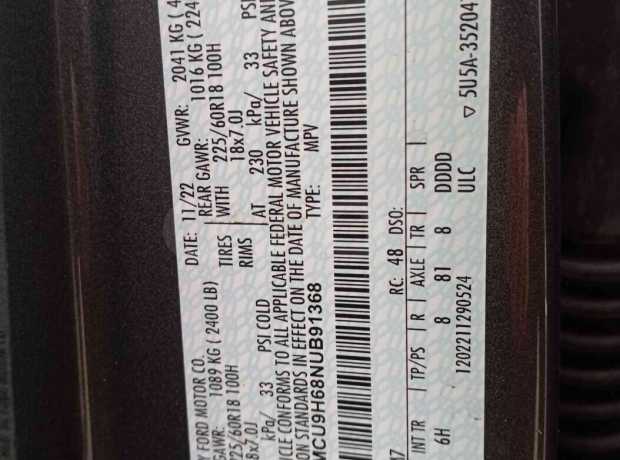 Y FORD MOTOR CO.
DATE: 11/22 GVWR: 2041 KG ( 4
GAWR: 1089 KG ( 2400 LB) REAR GAWR: 1016 KG ( 224
225/60R18 100H TIRES WITH 225/60R18 100H
18x7.0J RIMS 18x7.0J
kPa/ 33 PSI COLD AT 230 kPa/ 33 PSI
ICLE CONFORMS TO ALL APPLICABLE FEDERAL MOTOR VEHICLE SAFETY AN
ON STANDARDS IN EFFECT ON THE DATE OF MANUFACTURE SHOWN ABOV
MCU9H68NUB91368 TYPE: MPV
47 RC: 48 DSO:
INT TR TP/PS R AXLE TR SPR
6H 8 81 8 DDDD
1202211290524 ULC ▽ 5U5A-35204